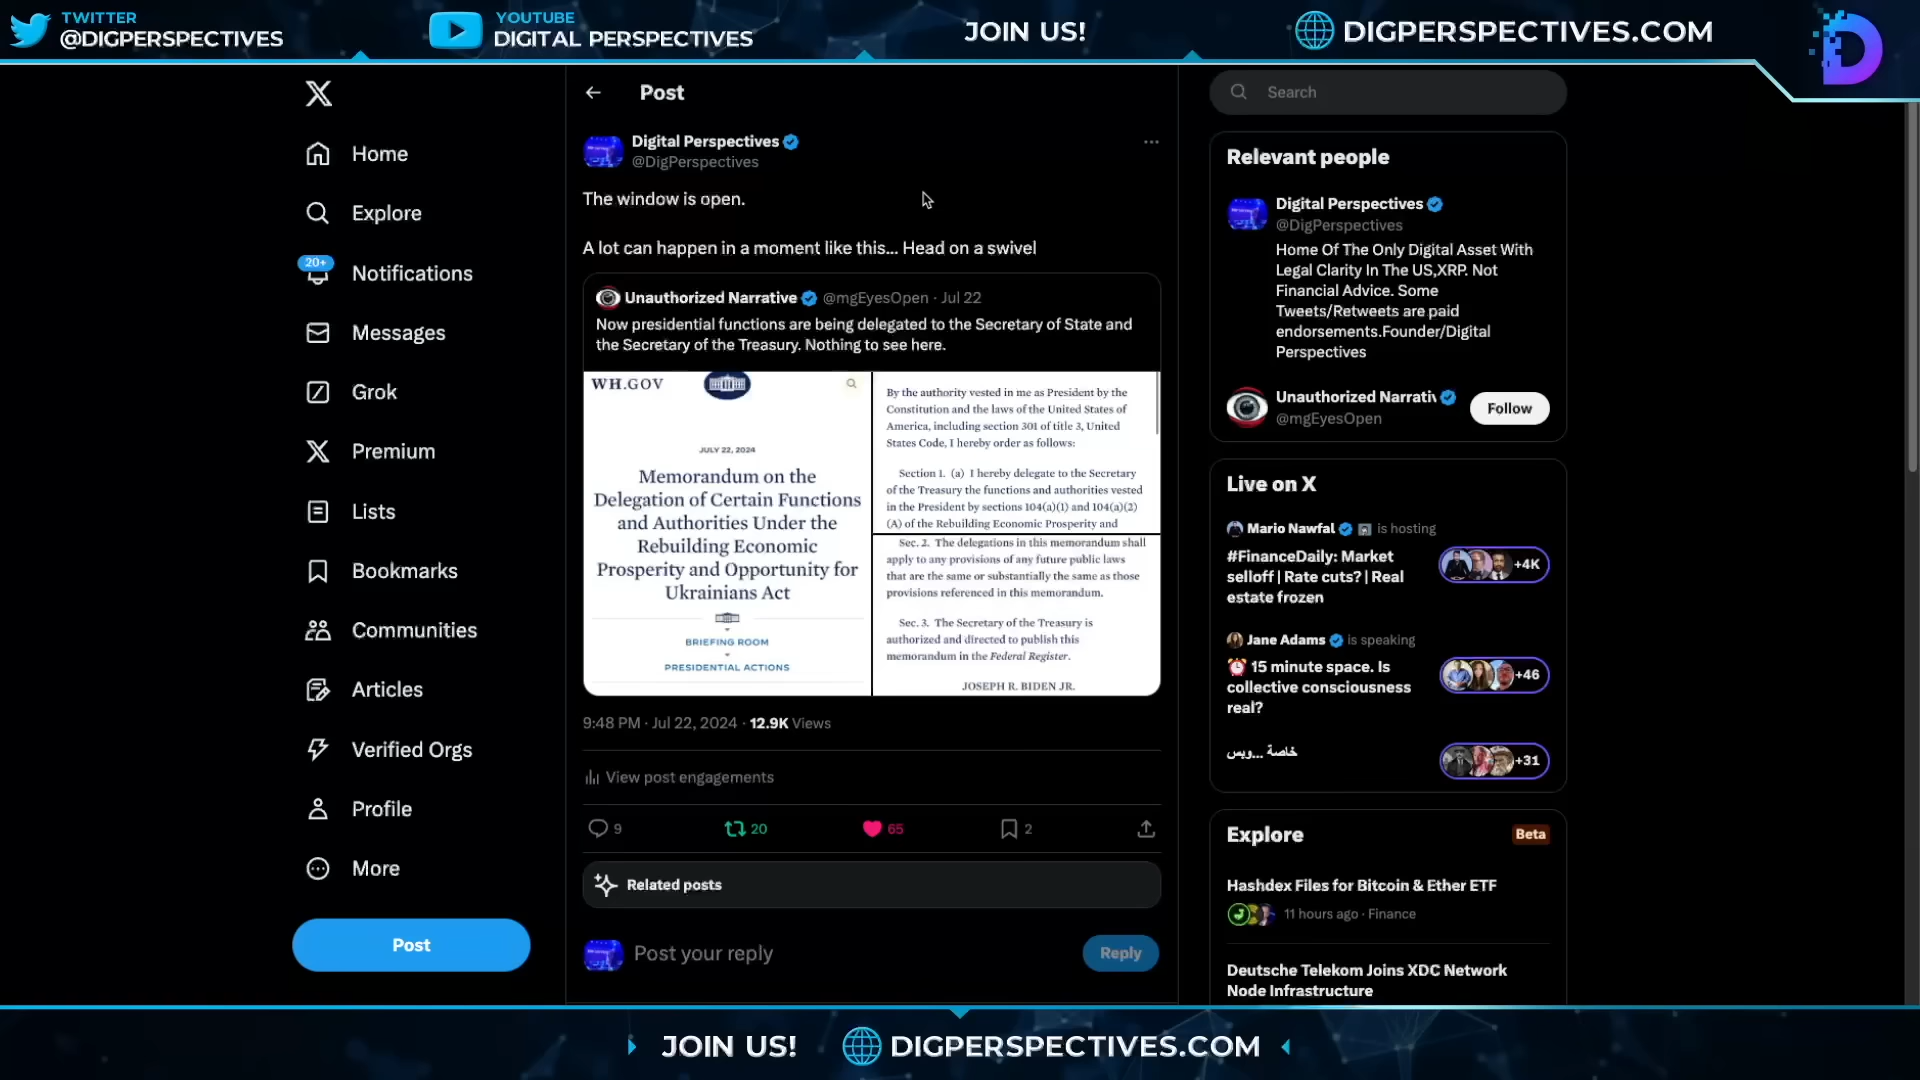 TWITTER
@DIGPERSPECTIVES
YOUTUBE
DIGITAL PERSPECTIVES
JOIN US!
DIGPERSPECTIVES.COM
Home
Explore
20+
Notifications
Messages
Grok
Premium
Lists
Bookmarks
Communities
Articles
Verified Orgs
Profile
More
Post
Post
Digital Perspectives
@DigPerspectives
The window is open.
A lot can happen in a moment like this... Head on a swivel
Unauthorized Narrative @mgEyesOpen · Jul 22
Now presidential functions are being delegated to the Secretary of State and
the Secretary of the Treasury. Nothing to see here.
WH.GOV
JULY 22, 2024
Memorandum on the
Delegation of Certain Functions
and Authorities Under the
Rebuilding Economic
Prosperity and Opportunity for
Ukrainians Act
BRIEFING ROOM
PRESIDENTIAL ACTIONS
By the authority vested in me as President by the
Constitution and the laws of the United States of
America, including section 301 of title 3, United
States Code, I hereby order as follows:
Section 1. (a) I hereby delegate to the Secretary
of the Treasury the functions and authorities vested
in the President by sections 104(a)(1) and 104(a)(2)
(A) of the Rebuilding Economic Prosperity and
Sec. 2. The delegations in this memorandum shall
apply to any provisions of any future public laws
that are the same or substantially the same as those
provisions referenced in this memorandum.
Sec. 3. The Secretary of the Treasury is
authorized and directed to publish this
memorandum in the Federal Register.
JOSEPH R. BIDEN JR.
9:48 PM · Jul 22, 2024 · 12.9K Views
View post engagements
9
20
65
2
Related posts
Post your reply
Reply
Search
Relevant people
Digital Perspectives
@DigPerspectives
Home Of The Only Digital Asset With
Legal Clarity In The US,XRP. Not
Financial Advice. Some
Tweets/Retweets are paid
endorsements.Founder/Digital
Perspectives
Unauthorized Narrativ
@mgEyesOpen
Follow
Live on X
Mario Nawfal is hosting
#FinanceDaily: Market
selloff | Rate cuts? | Real
estate frozen
+4K
Jane Adams is speaking
15 minute space. Is
collective consciousness
real?
+46
خاصة ...وبس
+31
Explore
Beta
Hashdex Files for Bitcoin & Ether ETF
11 hours ago · Finance
Deutsche Telekom Joins XDC Network
Node Infrastructure
JOIN US!
DIGPERSPECTIVES.COM